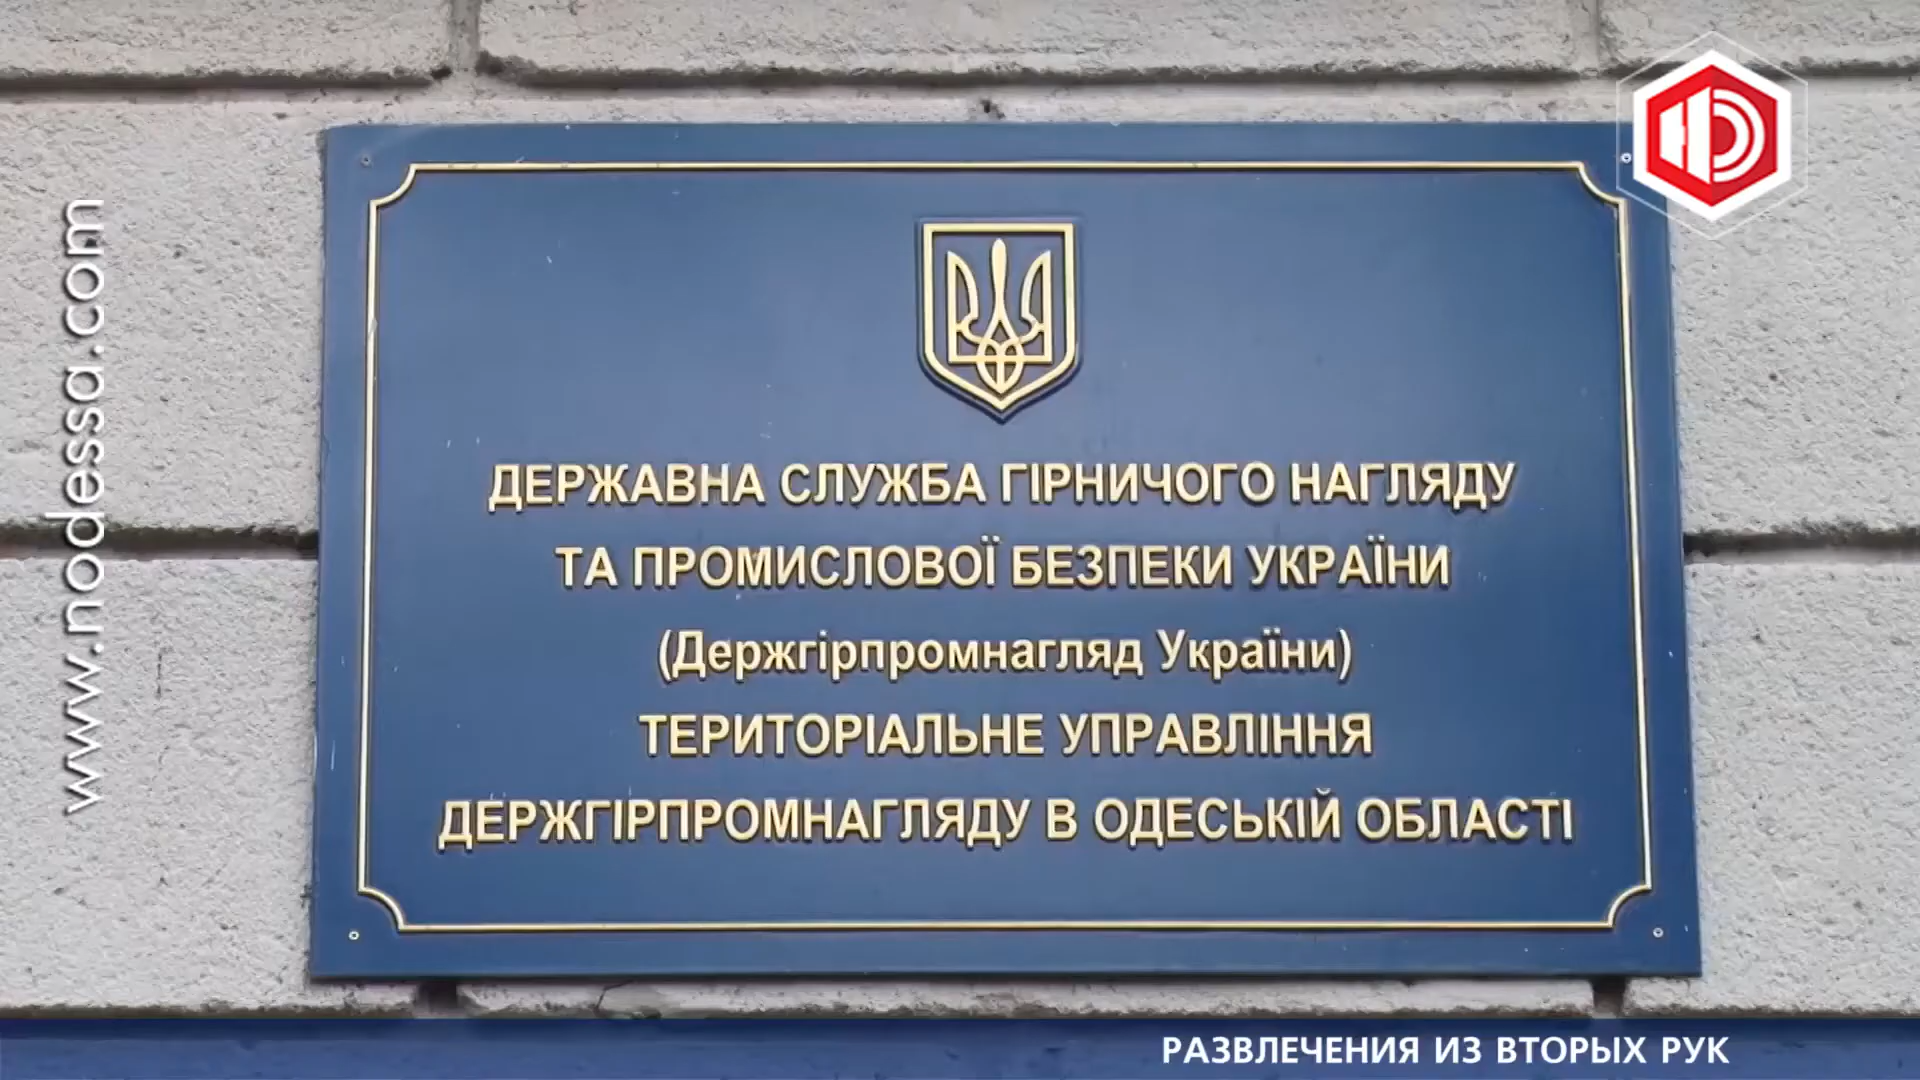 www.nodessa.com
ДЕРЖАВНА СЛУЖБА ГІРНИЧОГО НАГЛЯДУ
ТА ПРОМИСЛОВОЇ БЕЗПЕКИ УКРАЇНИ
(Держгірпромнагляд України)
ТЕРИТОРІАЛЬНЕ УПРАВЛІННЯ
ДЕРЖГІРПРОМНАГЛЯДУ В ОДЕСЬКІЙ ОБЛАСТІ
РАЗВЛЕЧЕНИЯ ИЗ ВТОРЫХ РУК